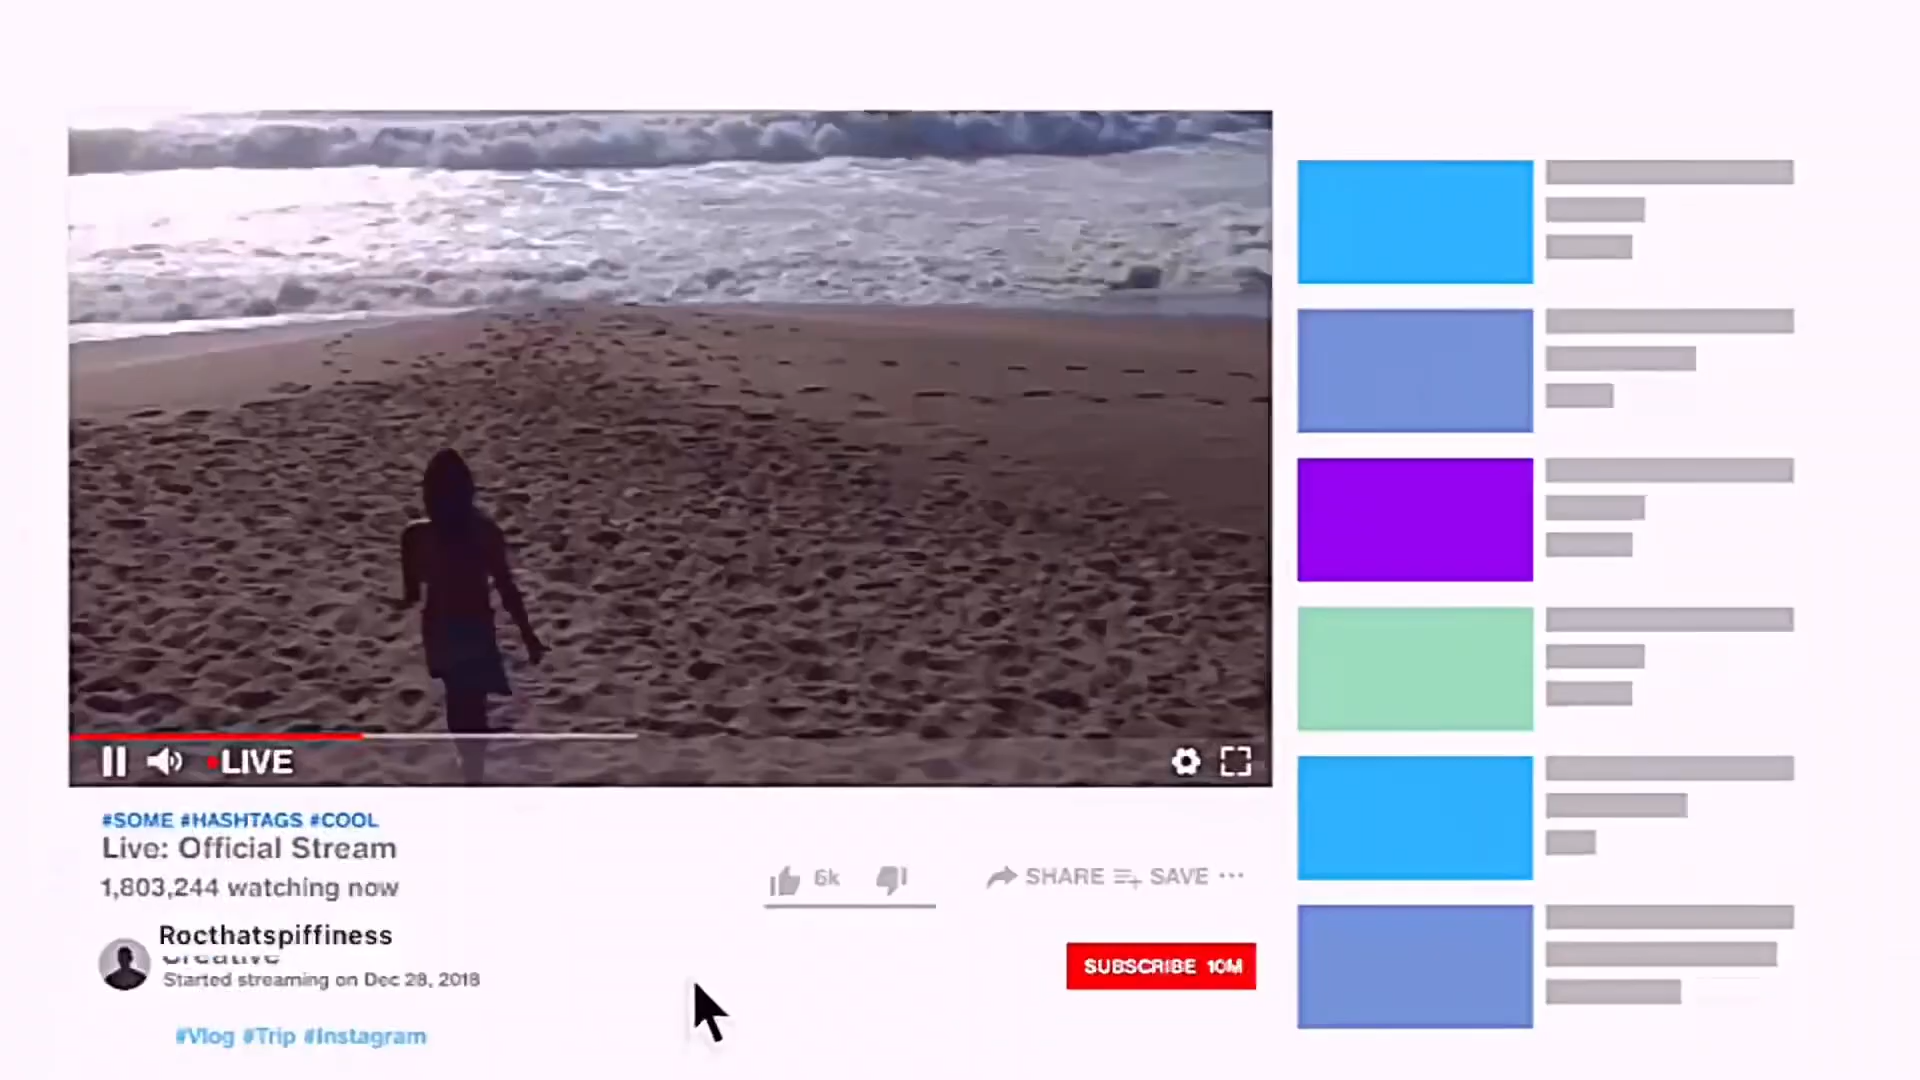 LIVE
#SOME #HASHTAGS #COOL
Live: Official Stream
1,803,244 watching now
6k
SHARE SAVE
Rocthatspiffiness
Creative
Started streaming on Dec 28, 2018
SUBSCRIBE 10M
#Vlog #Trip #Instagram